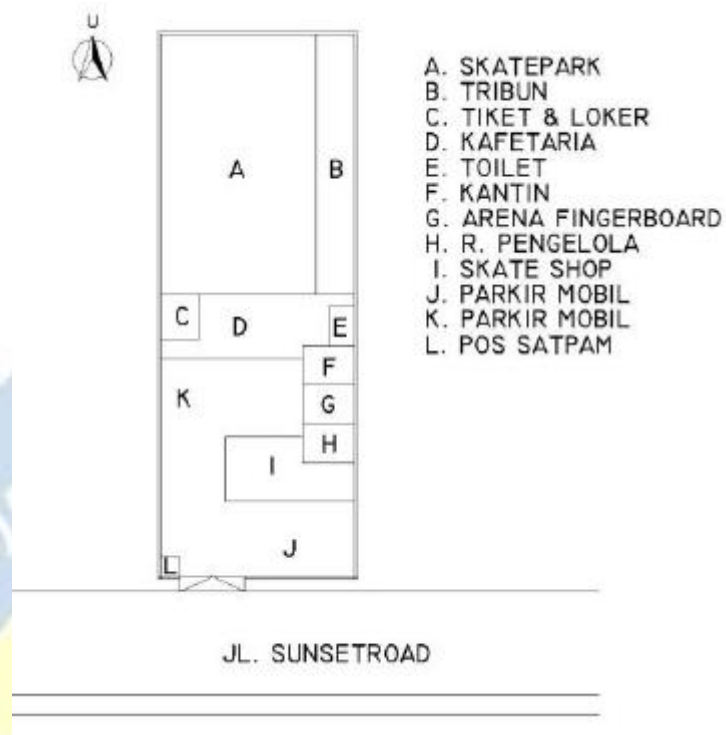 U
A
B
C
D
E
F
G
H
I
K
J
L
A. SKATEPARK
B. TRIBUN
C. TIKET & LOKER
D. KAFETARIA
E. TOILET
F. KANTIN
G. ARENA FINGERBOARD
H. R. PENGELOLA
I. SKATE SHOP
J. PARKIR MOBIL
K. PARKIR MOBIL
L. POS SATPAM
JL. SUNSETROAD